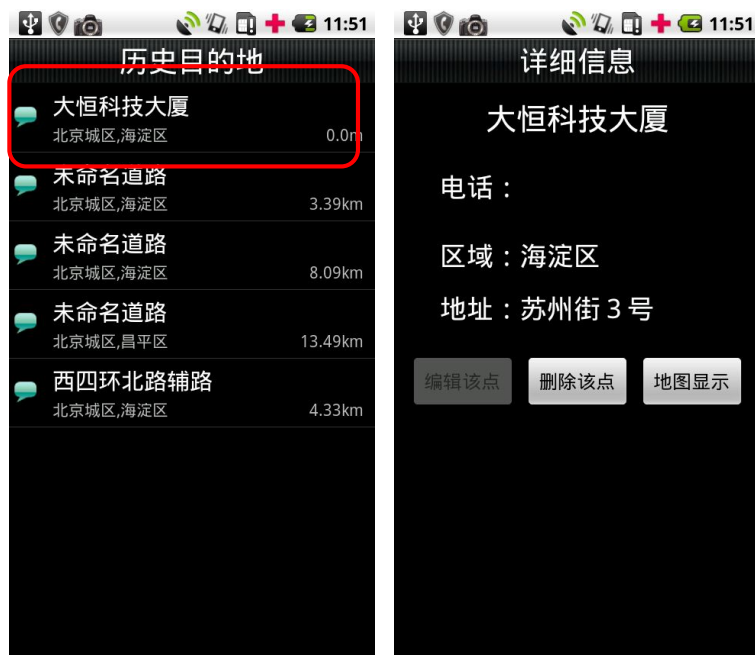 11:51
历史目的地
大恒科技大厦
北京城区,海淀区
0.0m
未命名道路
北京城区,海淀区
3.39km
未命名道路
北京城区,海淀区
8.09km
未命名道路
北京城区,昌平区
13.49km
西四环北路辅路
北京城区,海淀区
4.33km
11:51
详细信息
大恒科技大厦
电话：
区域：海淀区
地址：苏州街3号
编辑该点
删除该点
地图显示